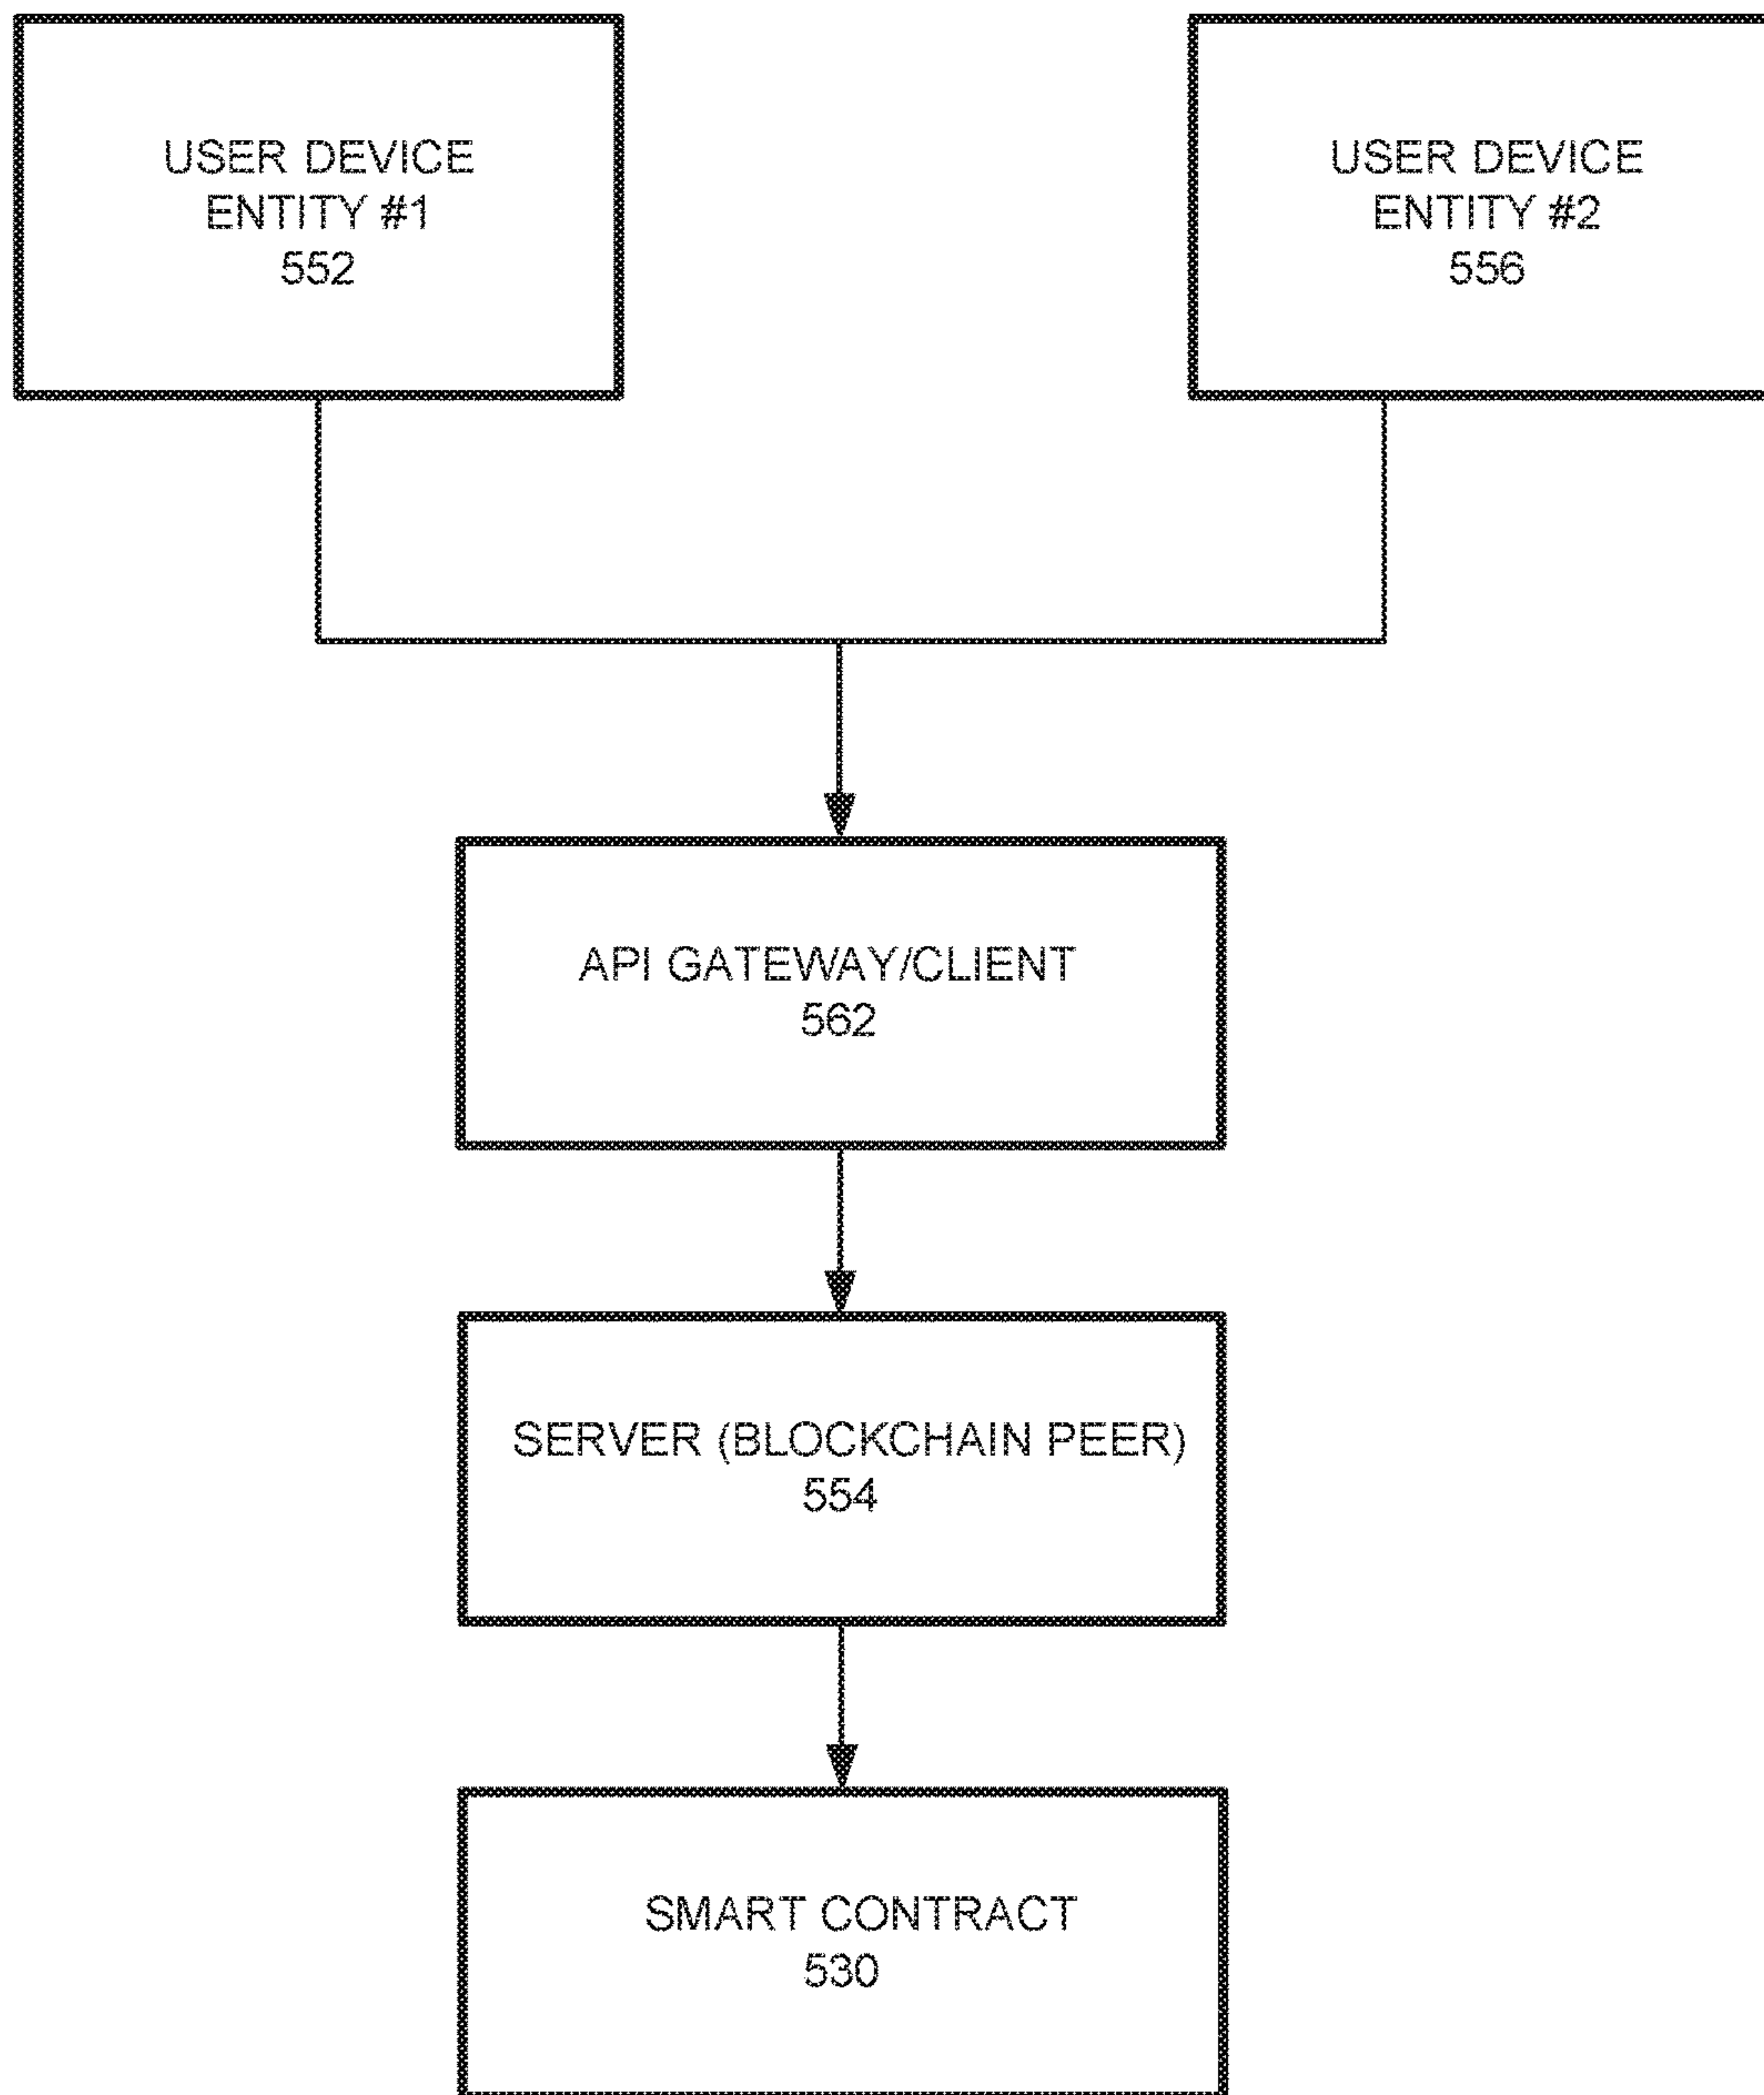 USER DEVICE
ENTITY #1
552
USER DEVICE
ENTITY #2
556
API GATEWAY/CLIENT
562
SERVER (BLOCKCHAIN PEER)
554
SMART CONTRACT
530